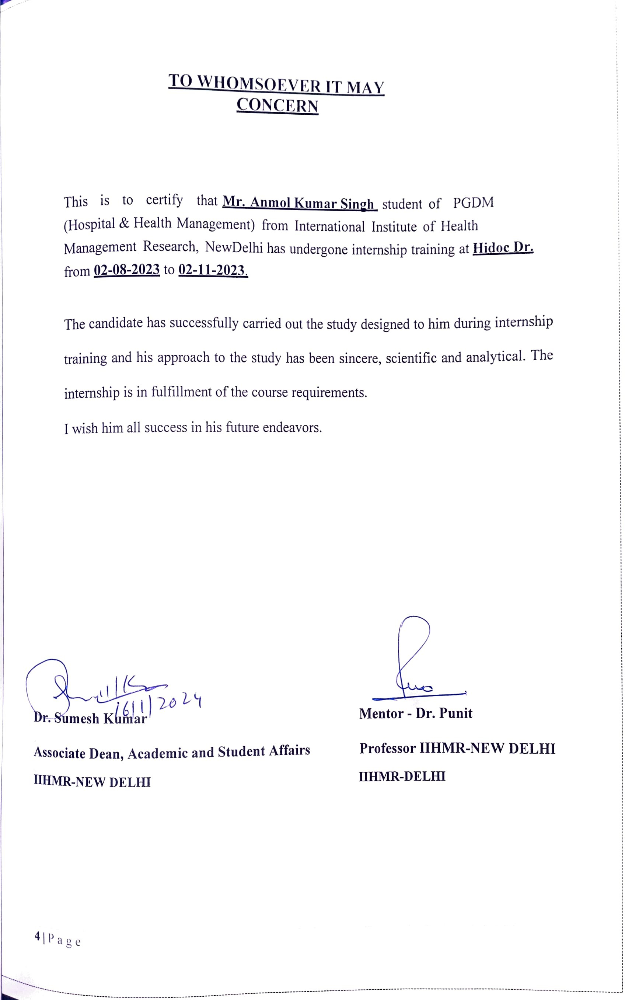 TO WHOMSOEVER IT MAY
CONCERN
This is to certify that Mr. Anmol Kumar Singh student of PGDM
(Hospital & Health Management) from International Institute of Health
Management Research, NewDelhi has undergone internship training at Hidoc Dr.
from 02-08-2023 to 02-11-2023.
The candidate has successfully carried out the study designed to him during internship
training and his approach to the study has been sincere, scientific and analytical. The
internship is in fulfillment of the course requirements.
I wish him all success in his future endeavors.
16/1/2024
Dr. Sumesh Kumar
Mentor - Dr. Punit
Associate Dean, Academic and Student Affairs
Professor IIHMR-NEW DELHI
IIHMR-NEW DELHI
IIHMR-DELHI
4|Page